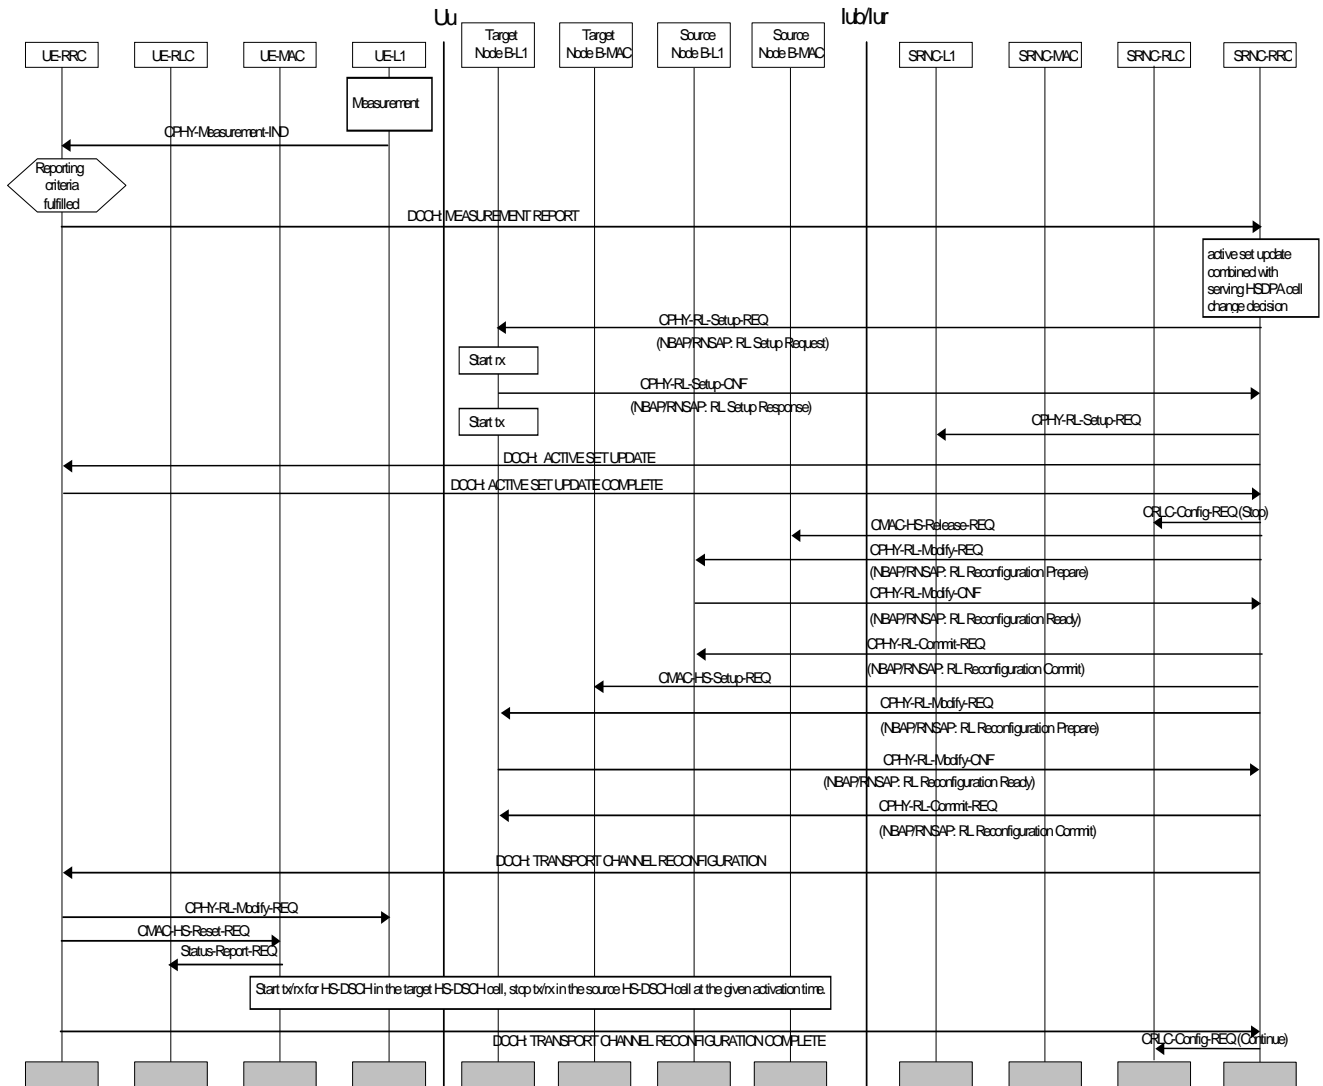 Uu
Iub/Iur
UE-RRC
UE-RLC
UE-MAC
UE-L1
Target
Node B-L1
Target
Node B-MAC
Source
Node B-L1
Source
Node B-MAC
SRNC-L1
SRNC-MAC
SRNC-RLC
SRNC-RRC
Measurement
CPHY-Measurement-IND
Reporting
criteria
fulfilled
DCCH: MEASUREMENT REPORT
active set update
combined with
serving HSDPA cell
change decision
CPHY-RL-Setup-REQ
(NBAP/RNSAP: RL Setup Request)
Start rx
CPHY-RL-Setup-CNF
(NBAP/RNSAP: RL Setup Response)
Start tx
CPHY-RL-Setup-REQ
DCCH: ACTIVE SET UPDATE
DCCH: ACTIVE SET UPDATE COMPLETE
CRLC-Config-REQ (Stop)
CMAC-HS-Release-REQ
CPHY-RL-Modify-REQ
(NBAP/RNSAP: RL Reconfiguration Prepare)
CPHY-RL-Modify-CNF
(NBAP/RNSAP: RL Reconfiguration Ready)
CPHY-RL-Commit-REQ
(NBAP/RNSAP: RL Reconfiguration Commit)
CMAC-HS-Setup-REQ
CPHY-RL-Modify-REQ
(NBAP/RNSAP: RL Reconfiguration Prepare)
CPHY-RL-Modify-CNF
(NBAP/RNSAP: RL Reconfiguration Ready)
CPHY-RL-Commit-REQ
(NBAP/RNSAP: RL Reconfiguration Commit)
DCCH: TRANSPORT CHANNEL RECONFIGURATION
CPHY-RL-Modify-REQ
CMAC-HS-Reset-REQ
Status-Report-REQ
Start tx/rx for HS-DSCH in the target HS-DSCH cell, stop tx/rx in the source HS-DSCH cell at the given activation time.
DCCH: TRANSPORT CHANNEL RECONFIGURATION COMPLETE
CRLC-Config-REQ (Continue)